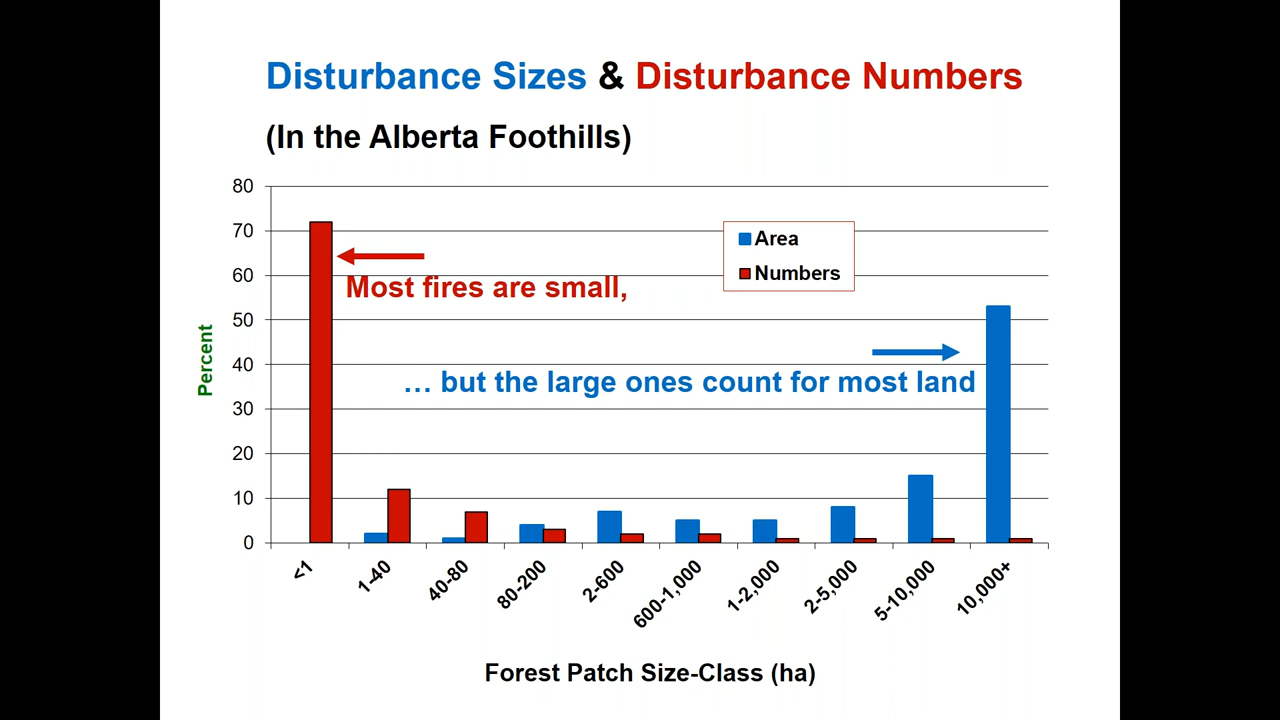 Disturbance Sizes & Disturbance Numbers
(In the Alberta Foothills)
80
70
60
50
40
30
20
10
0
Percent
Area
Numbers
Most fires are small,
… but the large ones count for most land
<1
1-40
40-80
80-200
2-600
600-1,000
1-2,000
2-5,000
5-10,000
10,000+
Forest Patch Size-Class (ha)